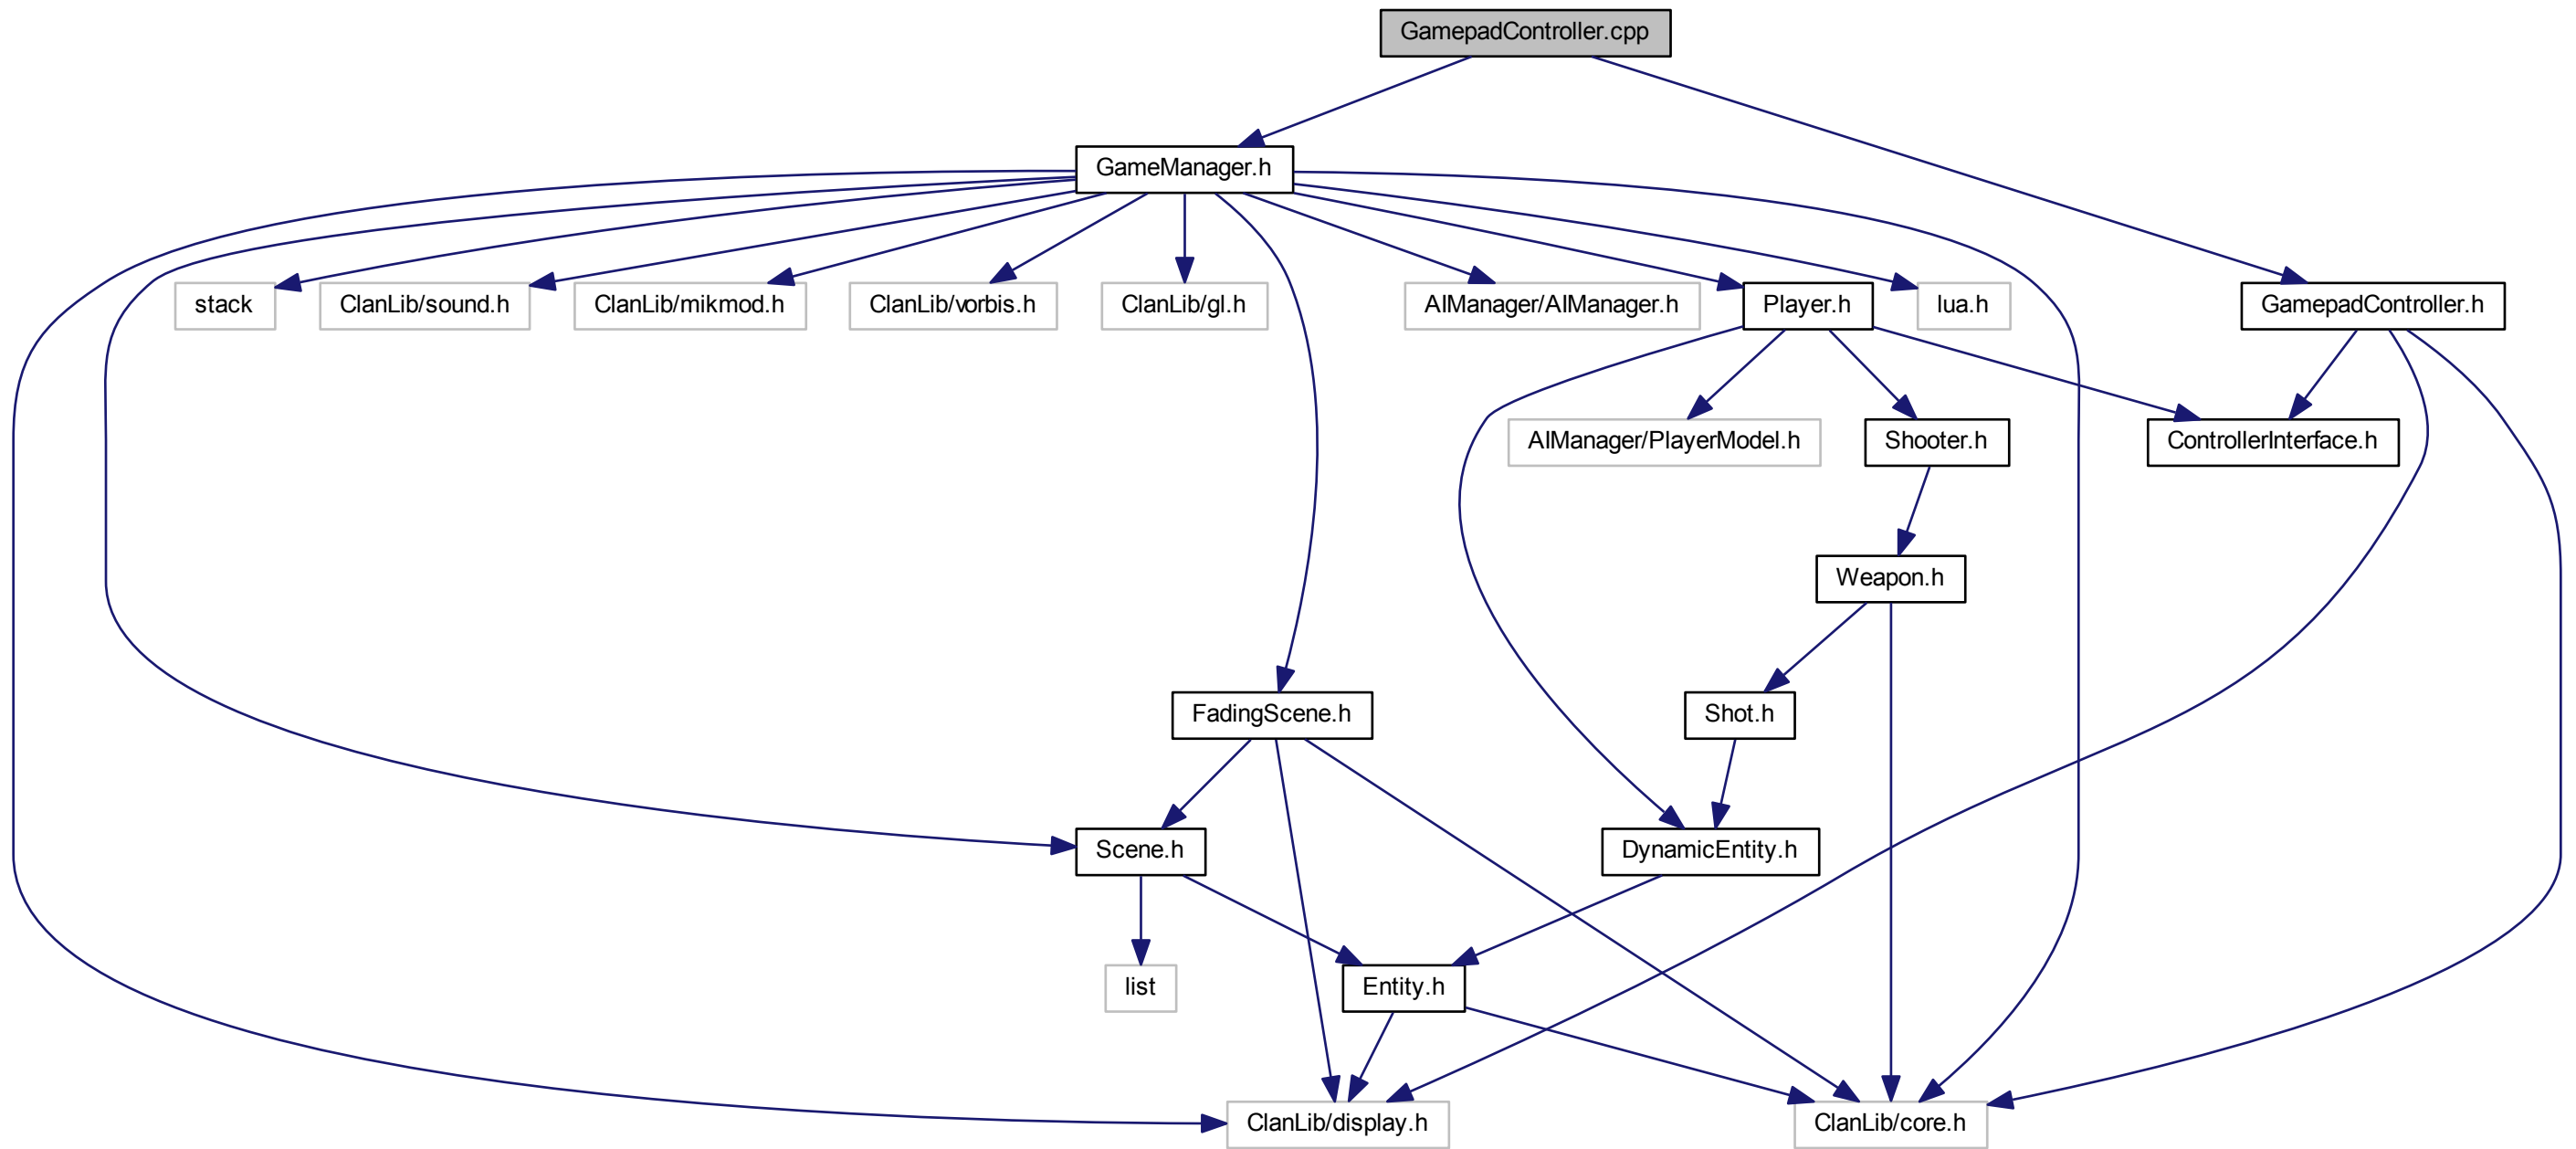 GamepadController.cpp
GameManager.h
stack
ClanLib/sound.h
ClanLib/mikmod.h
ClanLib/vorbis.h
ClanLib/gl.h
AIManager/AIManager.h
Player.h
lua.h
GamepadController.h
AIManager/PlayerModel.h
Shooter.h
ControllerInterface.h
Weapon.h
FadingScene.h
Shot.h
Scene.h
DynamicEntity.h
list
Entity.h
ClanLib/display.h
ClanLib/core.h